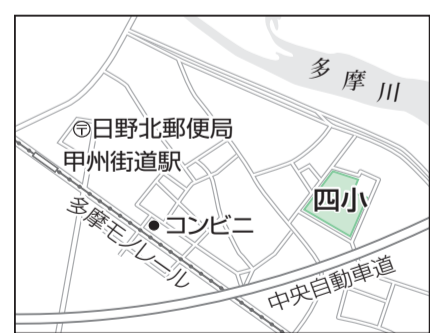 多摩川
〶日野北郵便局
甲州街道駅
四小
コンビニ
多摩モノレール
中央自動車道